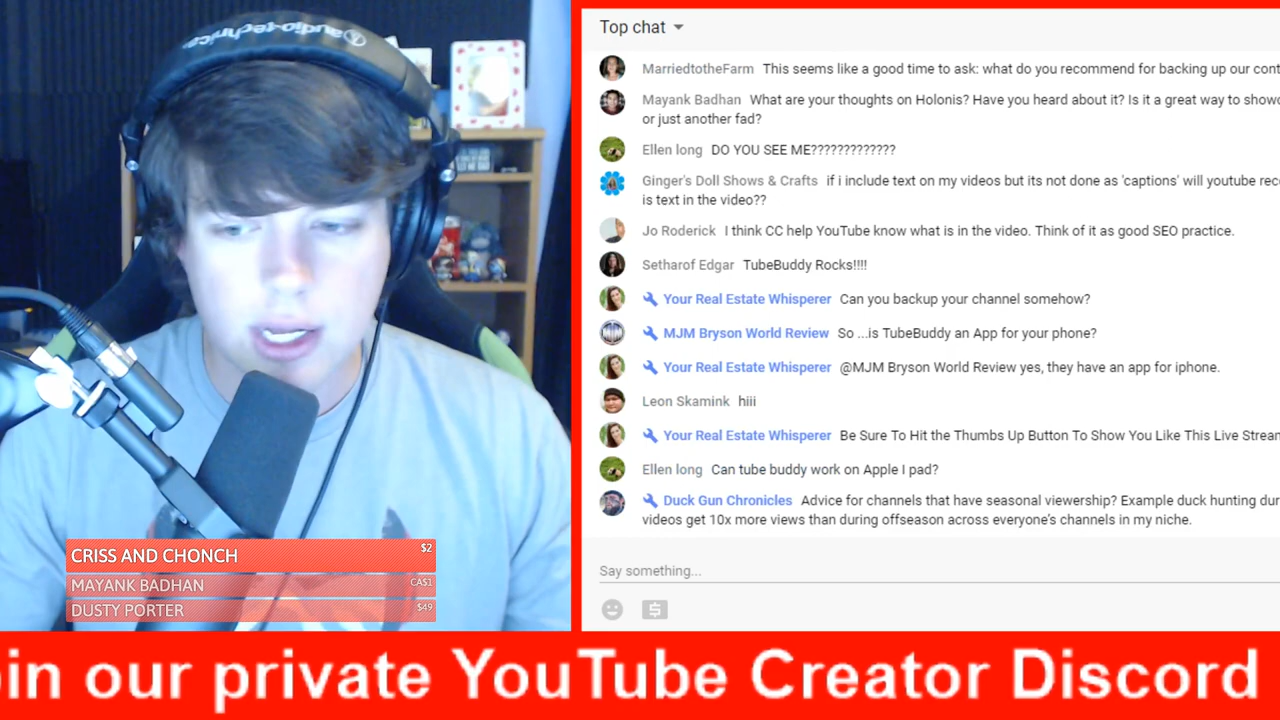 audio-technica
Top chat
MarriedtotheFarm This seems like a good time to ask: what do you recommend for backing up our cont
Mayank Badhan What are your thoughts on Holonis? Have you heard about it? Is it a great way to show
or just another fad?
Ellen long DO YOU SEE ME?????????????
Ginger's Doll Shows & Crafts if i include text on my videos but its not done as 'captions' will youtube rec
is text in the video??
Jo Roderick I think CC help YouTube know what is in the video. Think of it as good SEO practice.
Setharof Edgar TubeBuddy Rocks!!!!
Your Real Estate Whisperer Can you backup your channel somehow?
MJM Bryson World Review So ...is TubeBuddy an App for your phone?
Your Real Estate Whisperer @MJM Bryson World Review yes, they have an app for iphone.
Leon Skamink hiii
Your Real Estate Whisperer Be Sure To Hit the Thumbs Up Button To Show You Like This Live Strea
Ellen long Can tube buddy work on Apple I pad?
Duck Gun Chronicles Advice for channels that have seasonal viewership? Example duck hunting du
videos get 10x more views than during offseason across everyone's channels in my niche.
Say something...
CRISS AND CHONCH $2
MAYANK BADHAN CA$1
DUSTY PORTER $49
in our private YouTube Creator Discord